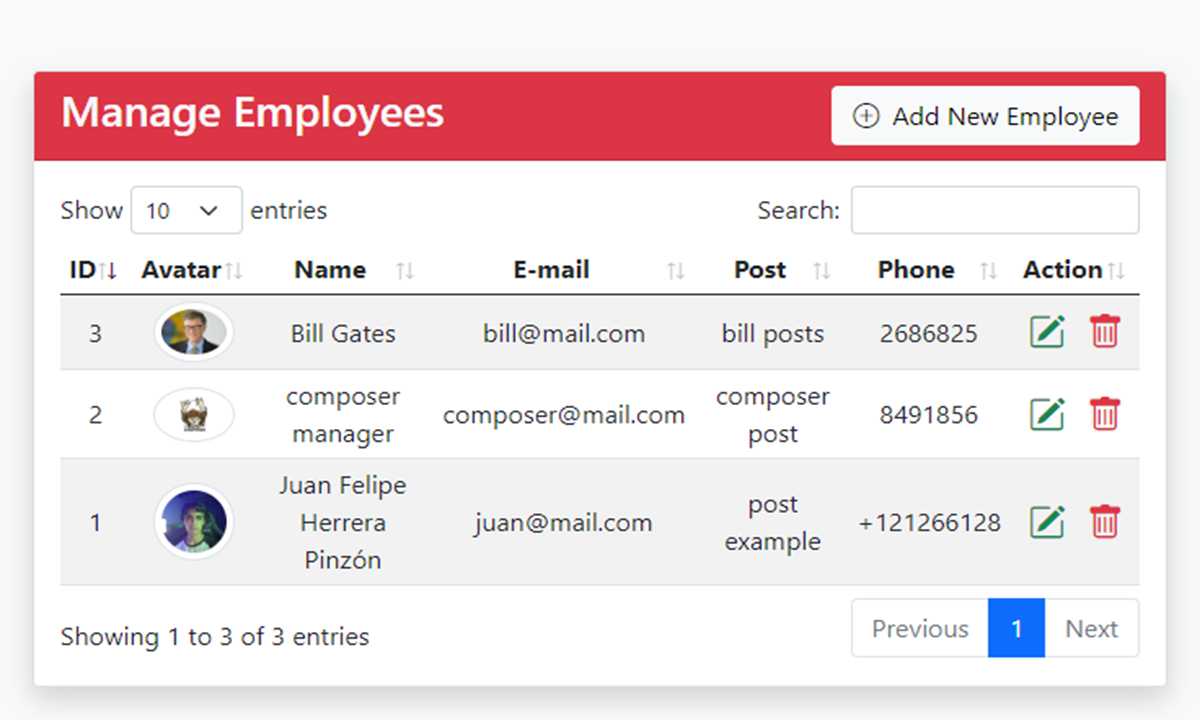 Manage Employees
Add New Employee
Show 10 entries
Search:
ID Avatar Name E-mail Post Phone Action
3 Bill Gates bill@mail.com bill posts 2686825
2 composer manager composer@mail.com composer post 8491856
1 Juan Felipe Herrera Pinzón juan@mail.com post example +121266128
Showing 1 to 3 of 3 entries
Previous 1 Next